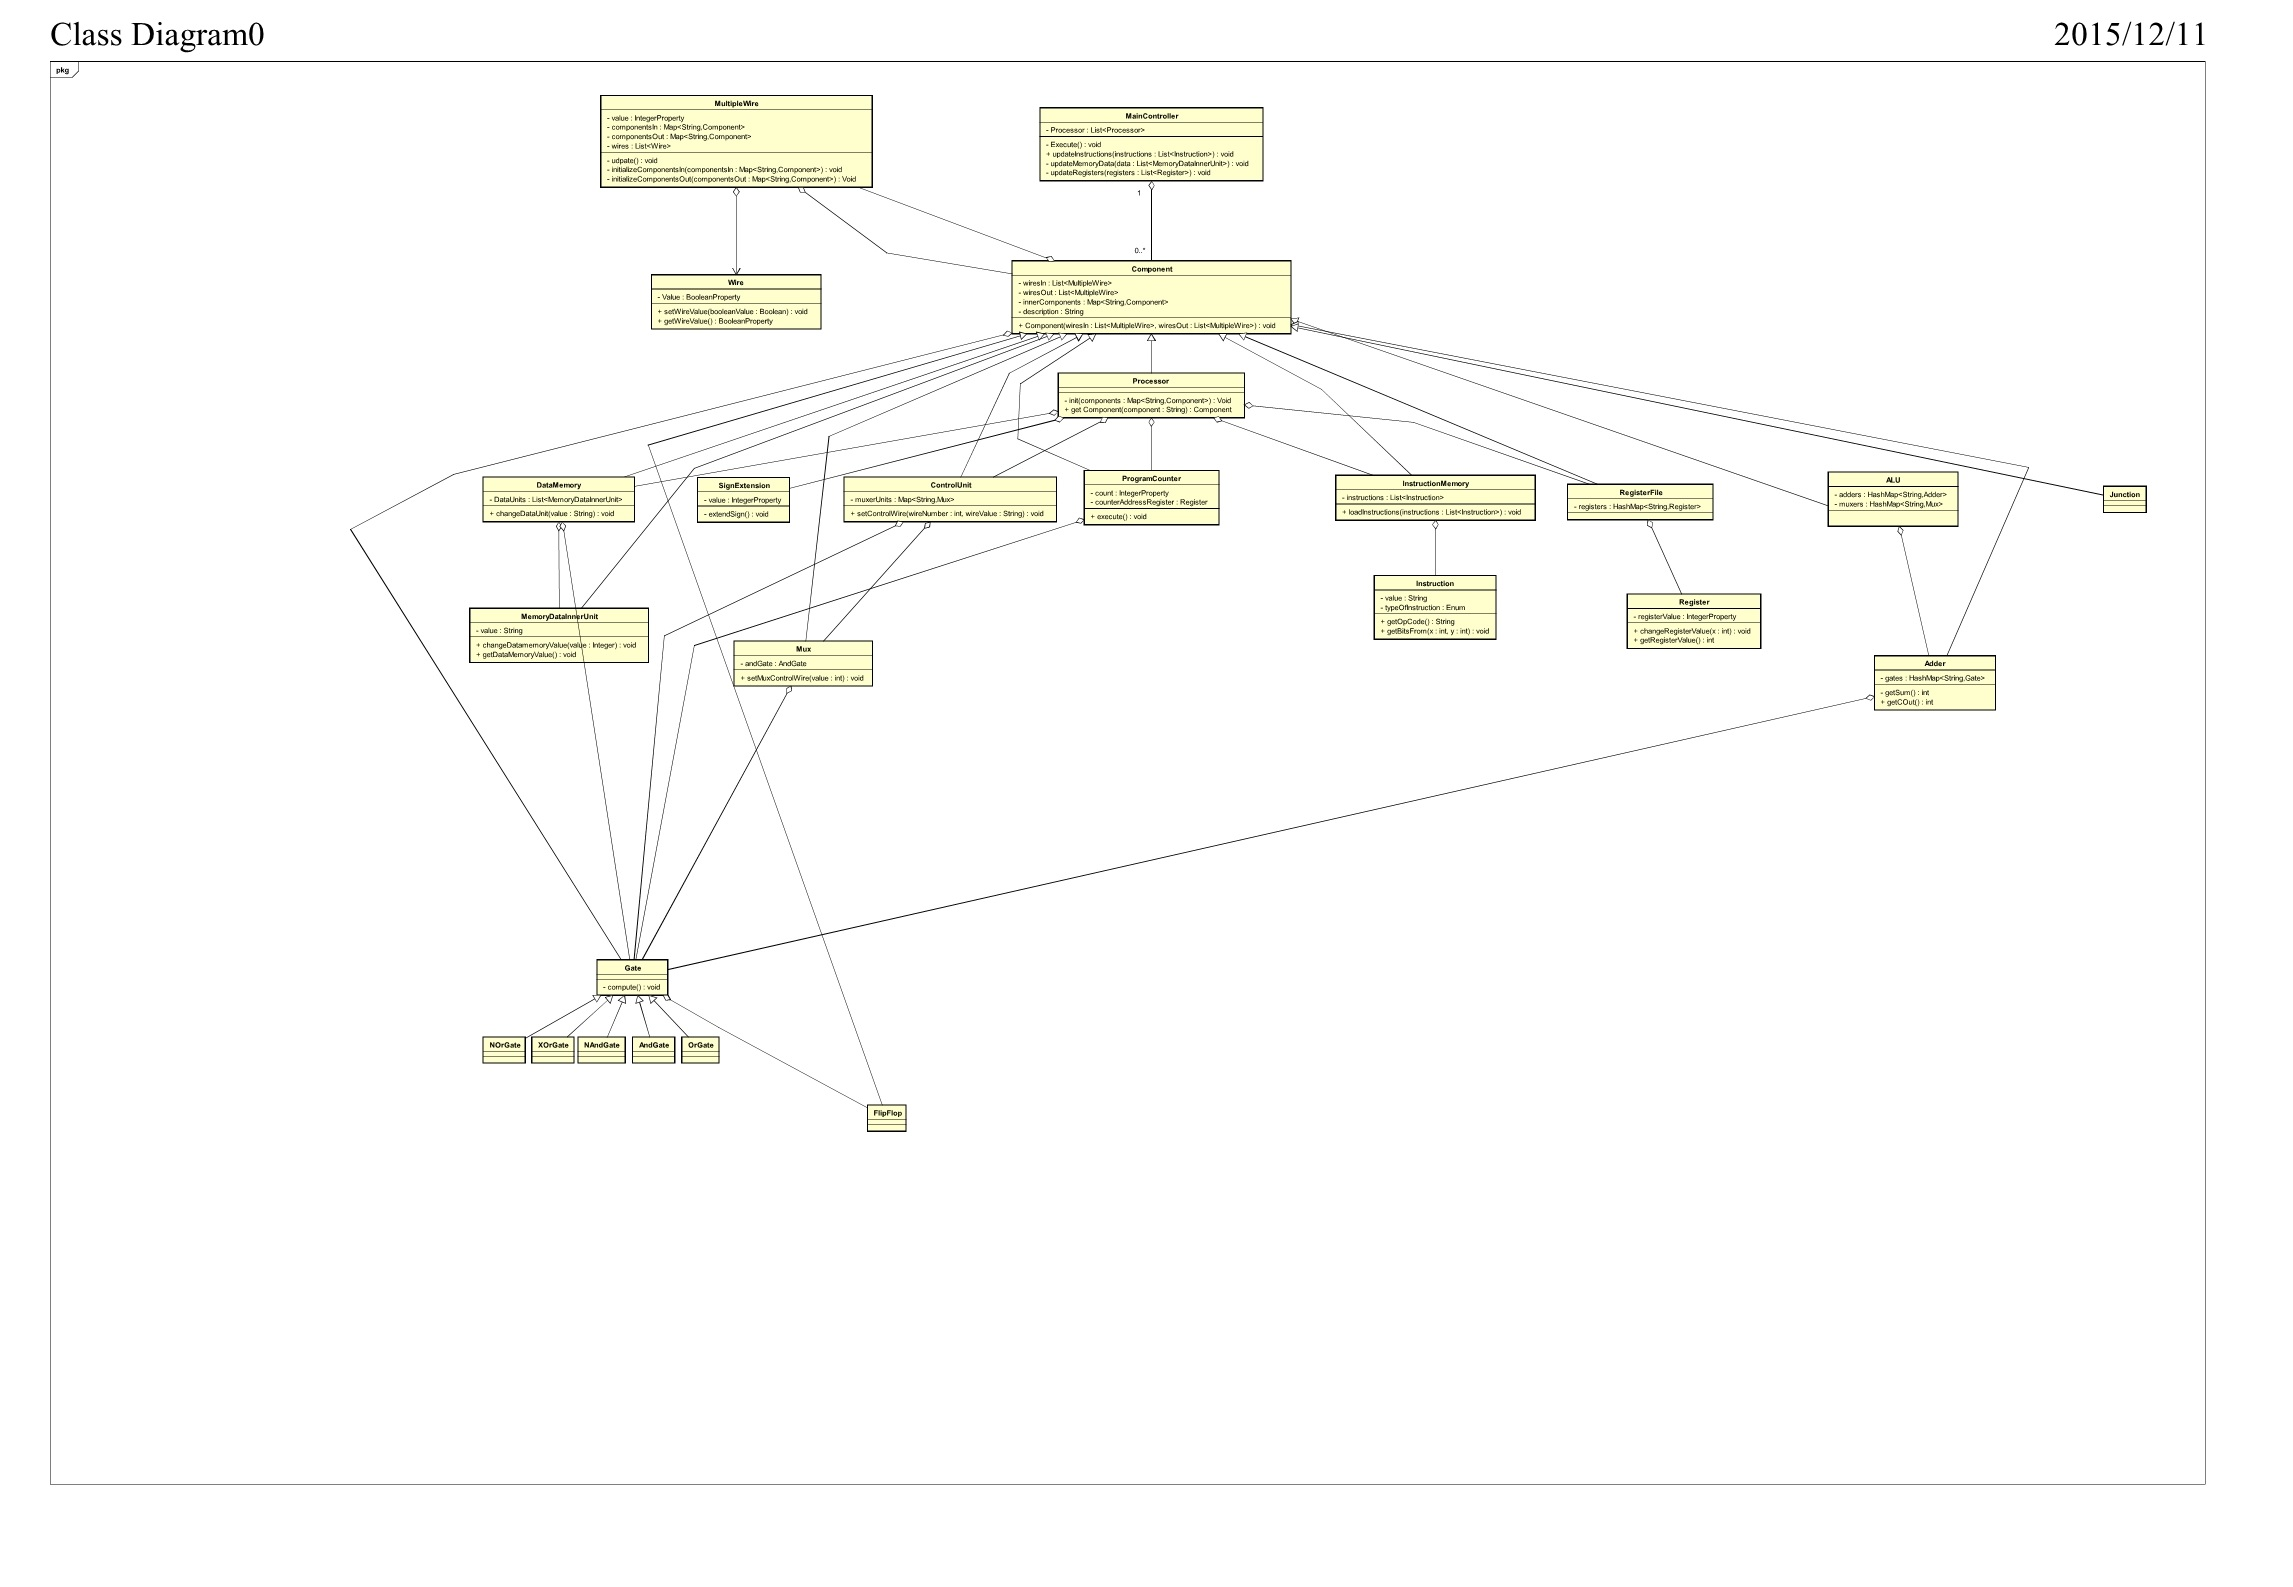 Class Diagram0
2015/12/11
pkg
MultipleWire
- value : IntegerProperty
- componentsIn : Map<String,Component>
- componentsOut : Map<String,Component>
- wires : List<Wire>
- udpate() : void
- initializeComponentsIn(componentsIn : Map<String,Component>) : void
- initializeComponentsOut(componentsOut : Map<String,Component>) : Void
MainController
- Processor : List<Processor>
- Execute() : void
+ updateInstructions(instructions : List<Instruction>) : void
- updateMemoryData(data : List<MemoryDataInnerUnit>) : void
- updateRegisters(registers : List<Register>) : void
1
0..*
Wire
- Value : BooleanProperty
+ setWireValue(booleanValue : Boolean) : void
+ getWireValue() : BooleanProperty
Component
- wiresIn : List<MultipleWire>
- wiresOut : List<MultipleWire>
- innerComponents : Map<String,Component>
- description : String
+ Component(wiresIn : List<MultipleWire>, wiresOut : List<MultipleWire>) : void
Processor
- init(components : Map<String,Component>) : Void
+ get Component(component : String) : Component
DataMemory
- DataUnits : List<MemoryDataInnerUnit>
+ changeDataUnit(value : String) : void
SignExtension
- value : IntegerProperty
- extendSign() : void
ControlUnit
- muxerUnits : Map<String,Mux>
+ setControlWire(wireNumber : int, wireValue : String) : void
ProgramCounter
- count : IntegerProperty
- counterAddressRegister : Register
+ execute() : void
InstructionMemory
- instructions : List<Instruction>
+ loadInstructions(instructions : List<Instruction>) : void
RegisterFile
- registers : HashMap<String,Register>
ALU
- adders : HashMap<String,Adder>
- muxers : HashMap<String,Mux>
Junction
MemoryDataInnerUnit
- value : String
+ changeDatamemoryValue(value : Integer) : void
+ getDataMemoryValue() : void
Mux
- andGate : AndGate
+ setMuxControlWire(value : int) : void
Instruction
- value : String
- typeOfInstruction : Enum
+ getOpCode() : String
+ getBitsFrom(x : int, y : int) : void
Register
- registerValue : IntegerProperty
+ changeRegisterValue(x : int) : void
+ getRegisterValue() : int
Adder
- gates : HashMap<String,Gate>
- getSum() : int
+ getCOut() : int
Gate
- compute() : void
NOrGate
XOrGate
NAndGate
AndGate
OrGate
FlipFlop